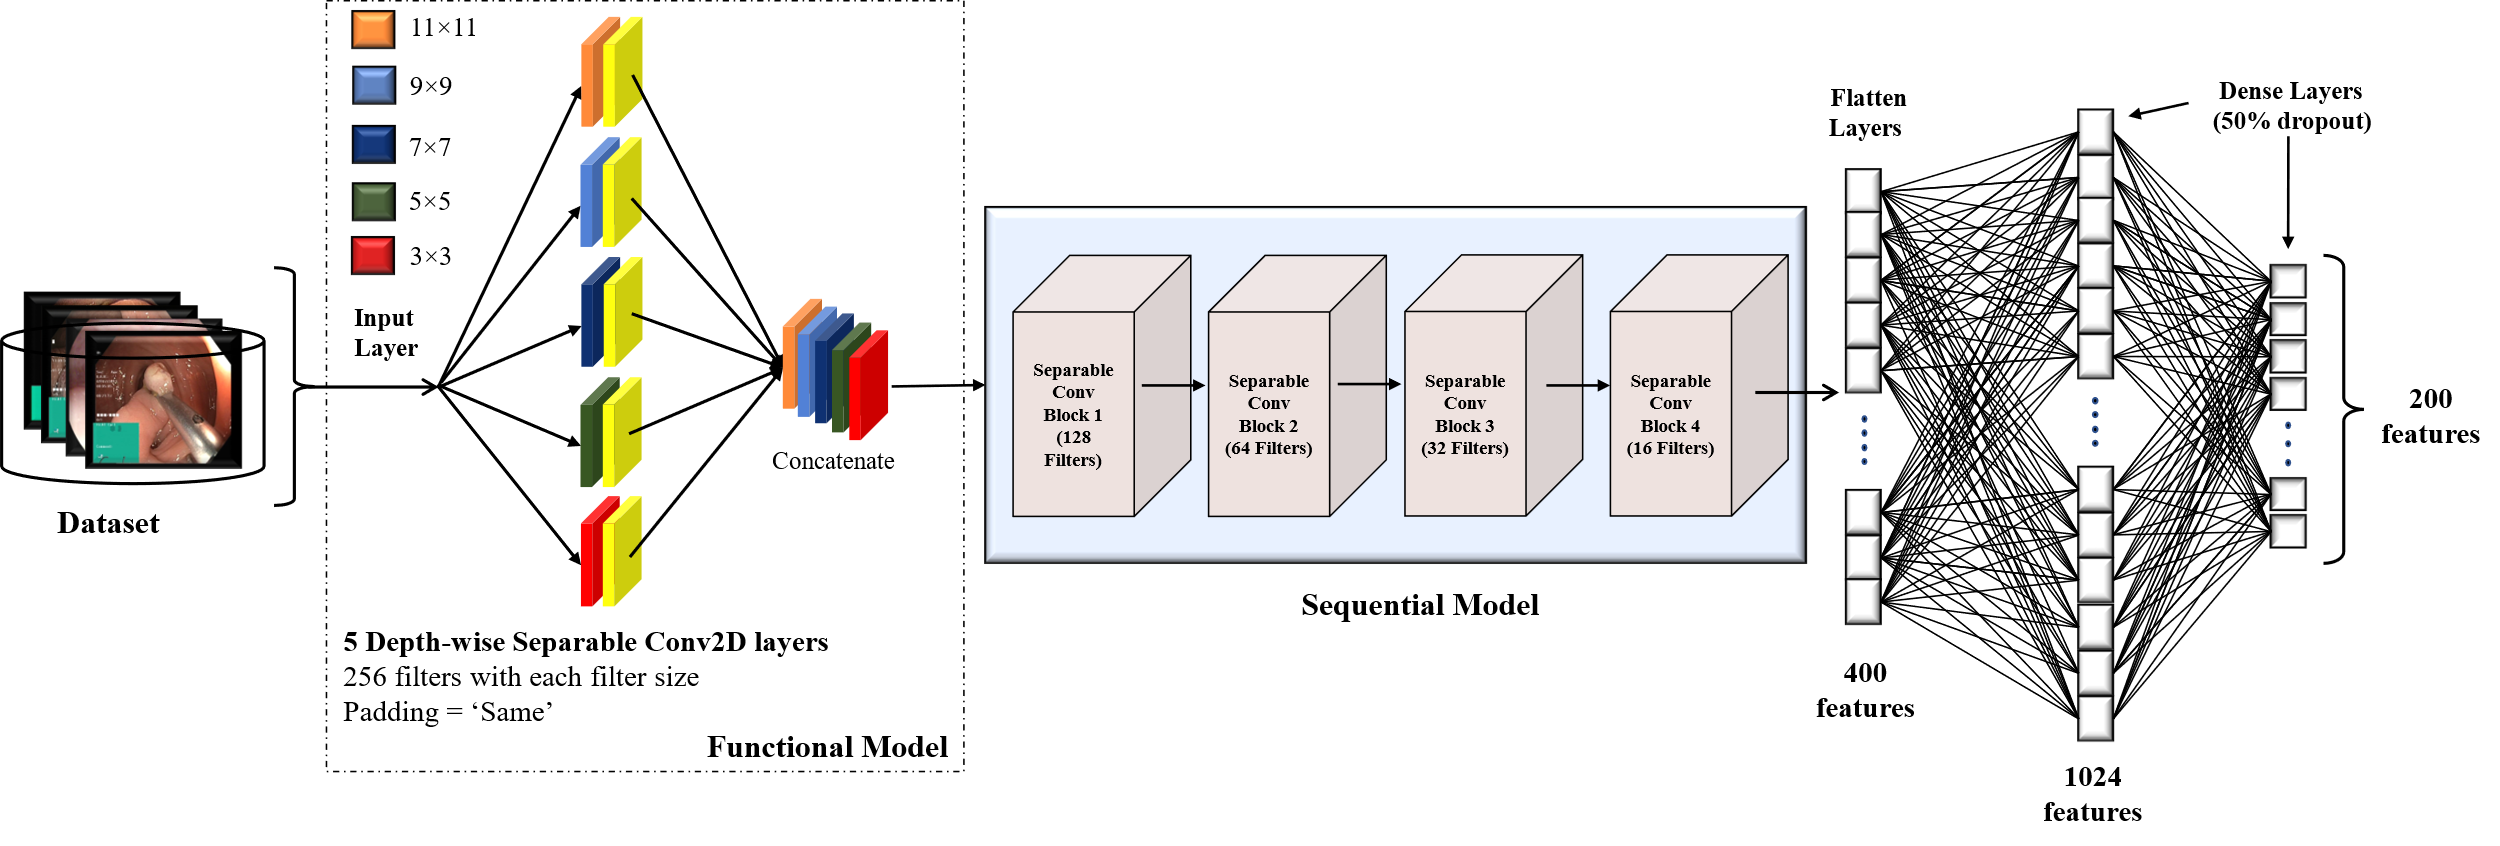 11×11
9×9
7×7
5×5
3×3
Input
Layer
Dataset
Concatenate
5 Depth-wise Separable Conv2D layers
256 filters with each filter size
Padding = ‘Same’
Functional Model
Separable
Conv
Block 1
(128
Filters)
Separable
Conv
Block 2
(64 Filters)
Separable
Conv
Block 3
(32 Filters)
Separable
Conv
Block 4
(16 Filters)
Sequential Model
Flatten
Layers
400
features
1024
features
Dense Layers
(50% dropout)
200
features